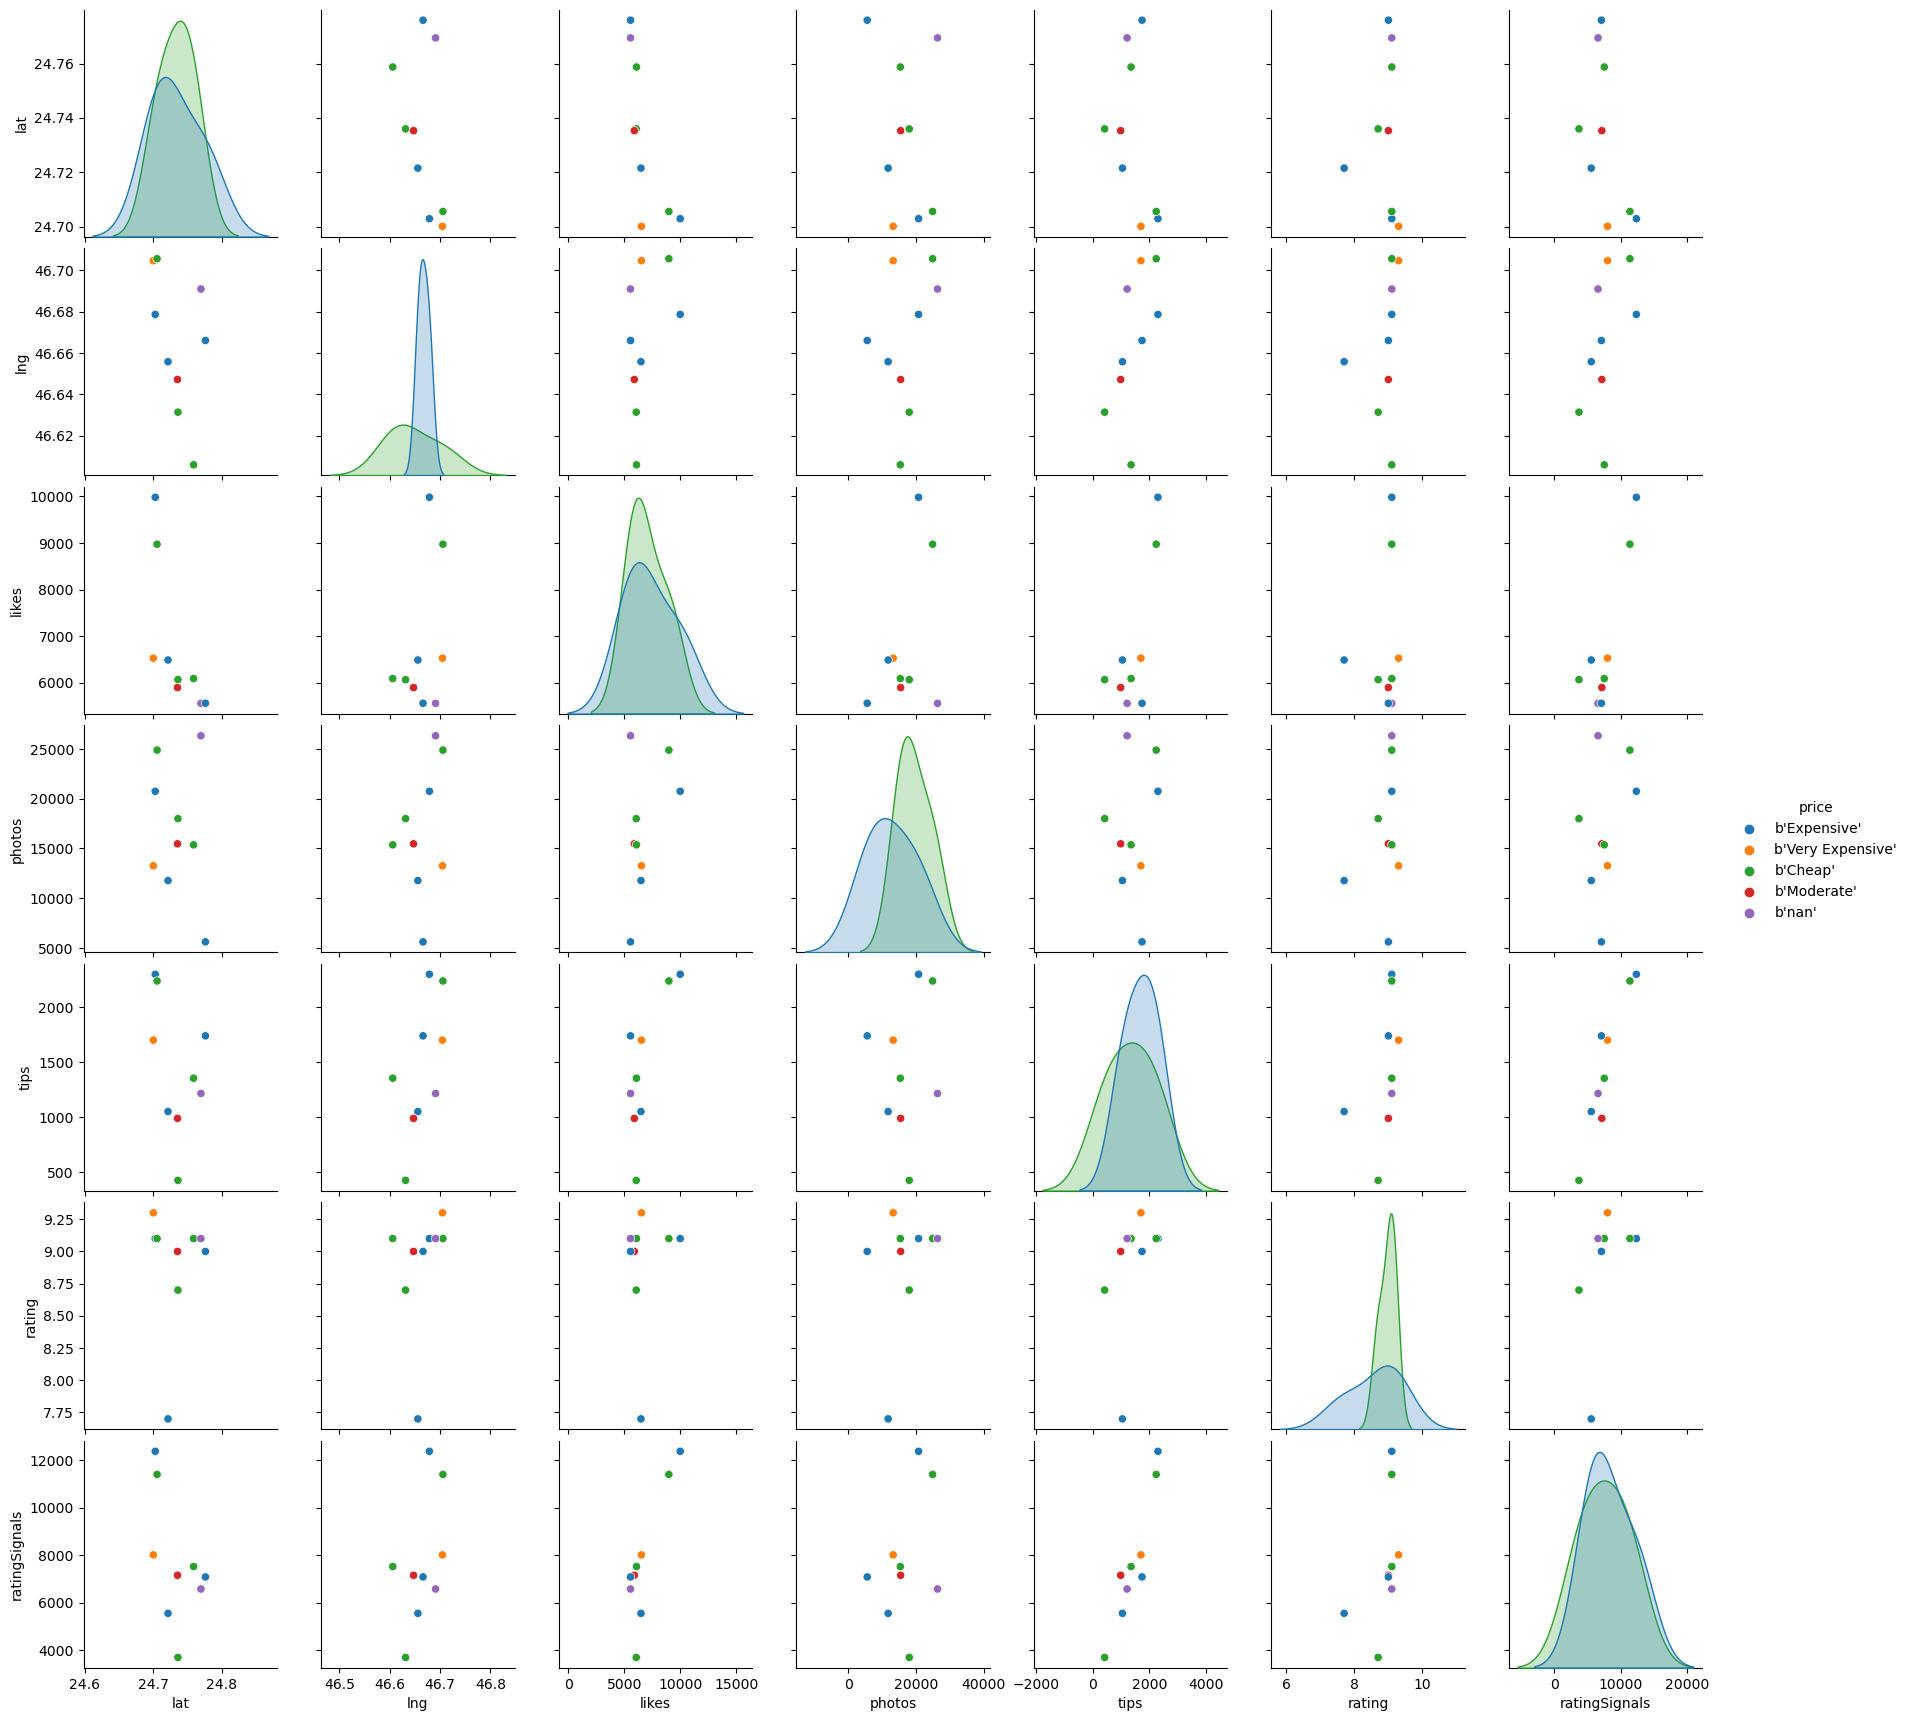 24.76
24.74
24.72
24.70
lat
46.70
46.68
46.66
46.64
46.62
lng
10000
9000
8000
7000
6000
likes
25000
20000
15000
10000
5000
photos
price
b'Expensive'
b'Very Expensive'
b'Cheap'
b'Moderate'
b'nan'
2000
1500
1000
500
tips
9.25
9.00
8.75
8.50
8.25
8.00
7.75
rating
12000
10000
8000
6000
4000
ratingSignals
24.6 24.7 24.8 46.5 46.6 46.7 46.8 0 5000 10000 15000 0 20000 40000 −2000 0 2000 4000 6 8 10 0 10000 20000
lat lng likes photos tips rating ratingSignals